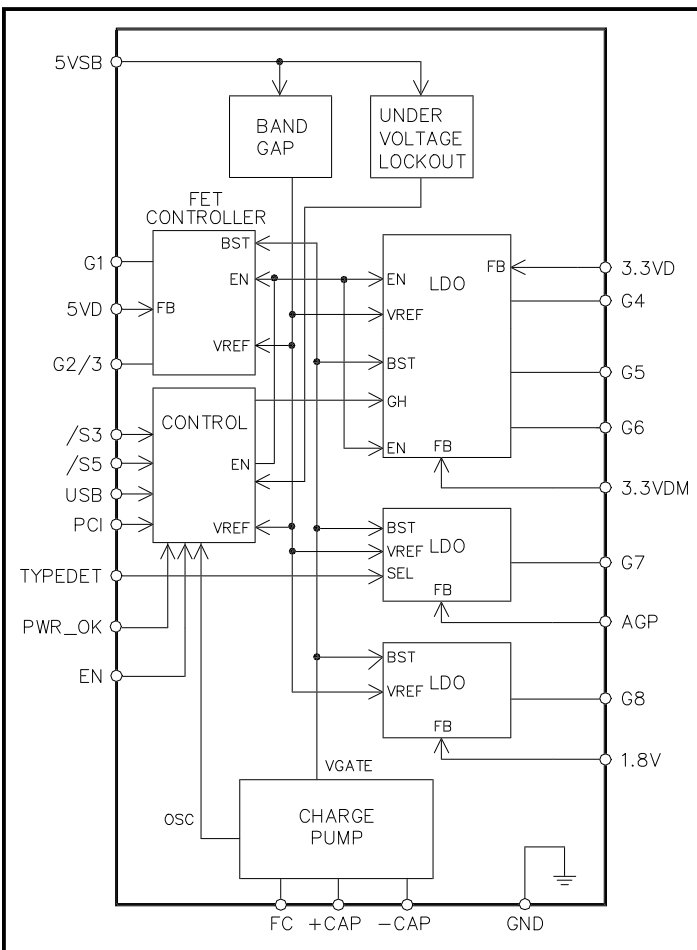 5VSB
BAND
GAP
UNDER
VOLTAGE
LOCKOUT
FET
CONTROLLER
BST
EN
FB
VREF
G1
5VD
G2/3
CONTROL
EN
VREF
/S3
/S5
USB
PCI
TYPEDET
PWR_OK
EN
LDO
FB
EN
VREF
BST
GH
EN
FB
3.3VD
G4
G5
G6
3.3VDM
BST
VREF
SEL
LDO
FB
G7
AGP
BST
VREF
LDO
FB
G8
1.8V
VGATE
OSC
CHARGE
PUMP
FC
+CAP
-CAP
GND